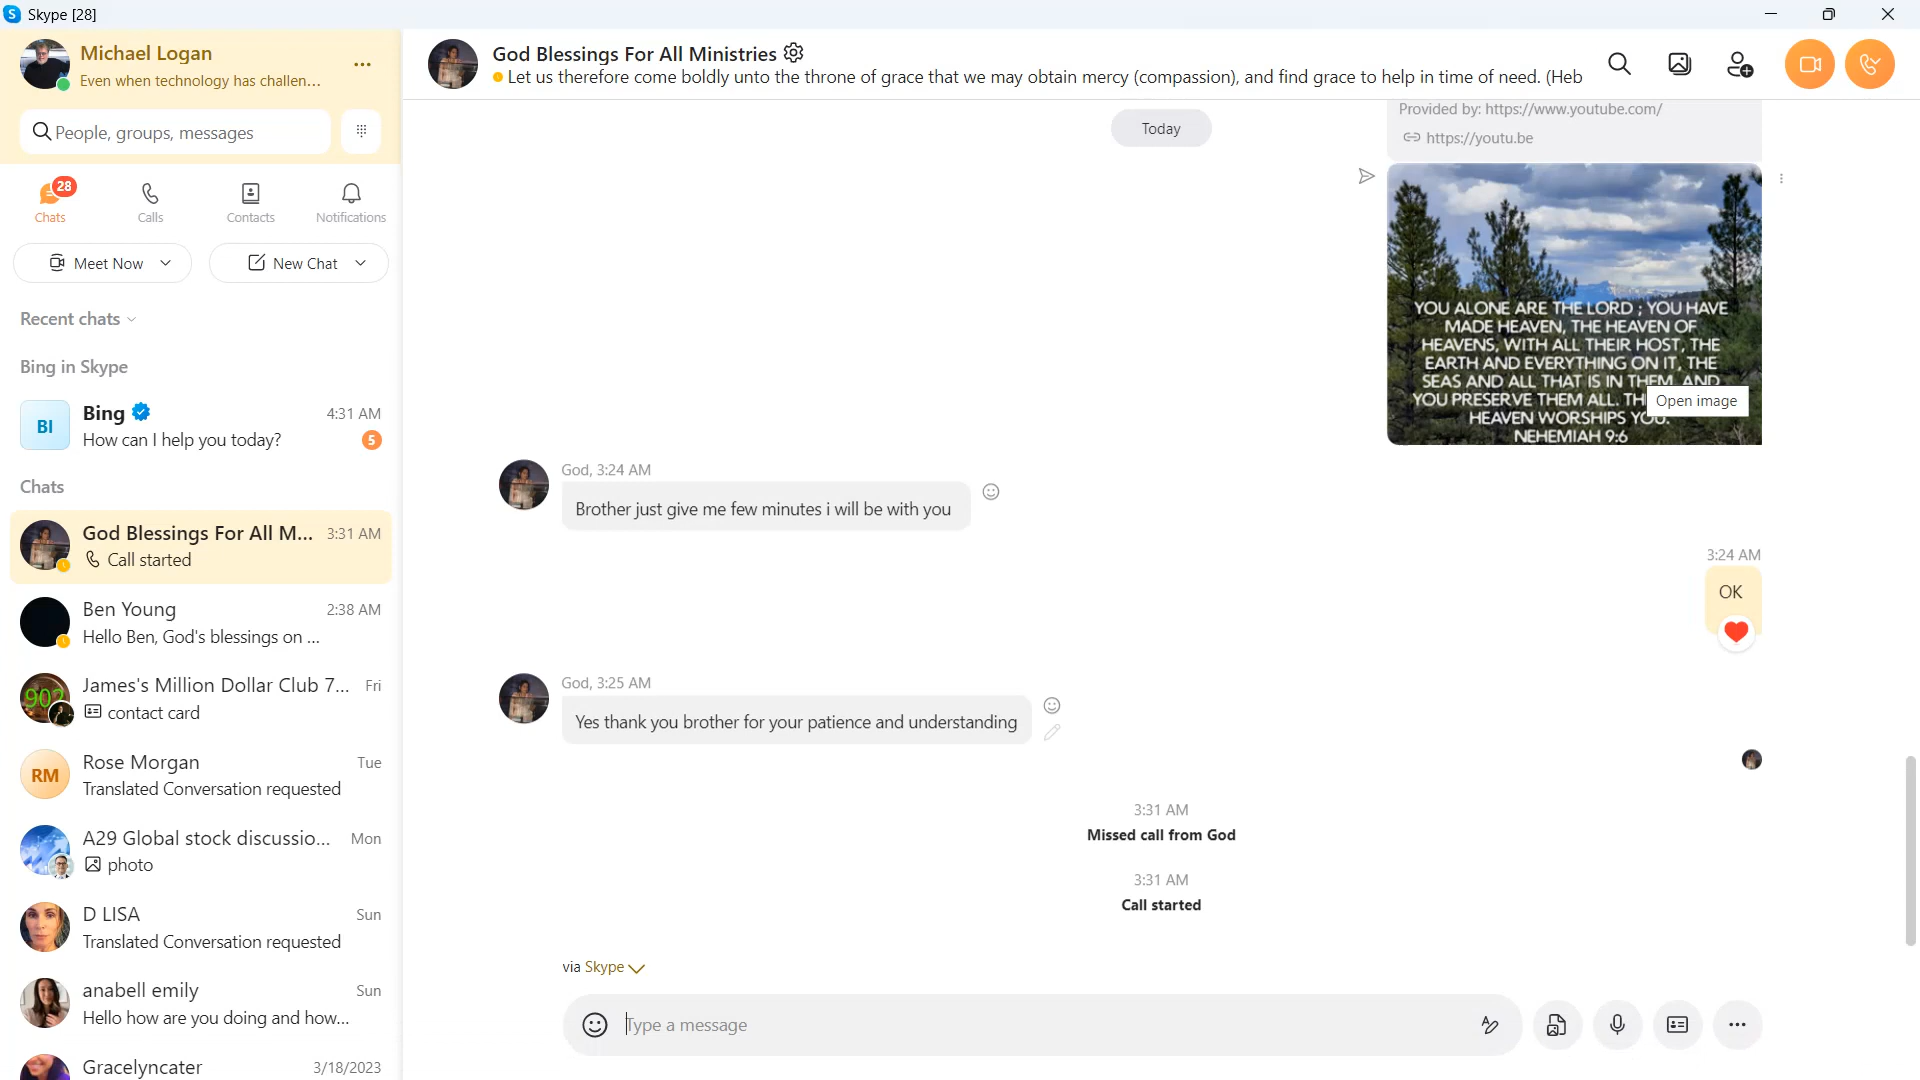 Skype [28]
Michael Logan
Even when technology has challen...
People, groups, messages
28
Chats
Calls
Contacts
Notifications
Meet Now
New Chat
Recent chats
Bing in Skype
BI
Bing
4:31 AM
How can I help you today?
5
Chats
God Blessings For All M...
3:31 AM
Call started
Ben Young
2:38 AM
Hello Ben, God's blessings on ...
902
James's Million Dollar Club 7...
Fri
contact card
RM
Rose Morgan
Tue
Translated Conversation requested
A29 Global stock discussio...
Mon
photo
D LISA
Sun
Translated Conversation requested
anabell emily
Sun
Hello how are you doing and how...
Gracelyncater
3/18/2023
God Blessings For All Ministries
Let us therefore come boldly unto the throne of grace that we may obtain mercy (compassion), and find grace to help in time of need. (Heb
Provided by: https://www.youtube.com/
https://youtu.be
Today
YOU ALONE ARE THE LORD ; YOU HAVE
MADE HEAVEN, THE HEAVEN OF
HEAVENS, WITH ALL THEIR HOST, THE
EARTH AND EVERYTHING ON IT, THE
SEAS AND ALL THAT IS IN THEM, AND
YOU PRESERVE THEM ALL.
HEAVEN WORSHIPS YOU.
NEHEMIAH 9:6
Open image
God, 3:24 AM
Brother just give me few minutes i will be with you
3:24 AM
OK
God, 3:25 AM
Yes thank you brother for your patience and understanding
3:31 AM
Missed call from God
3:31 AM
Call started
via Skype
Type a message